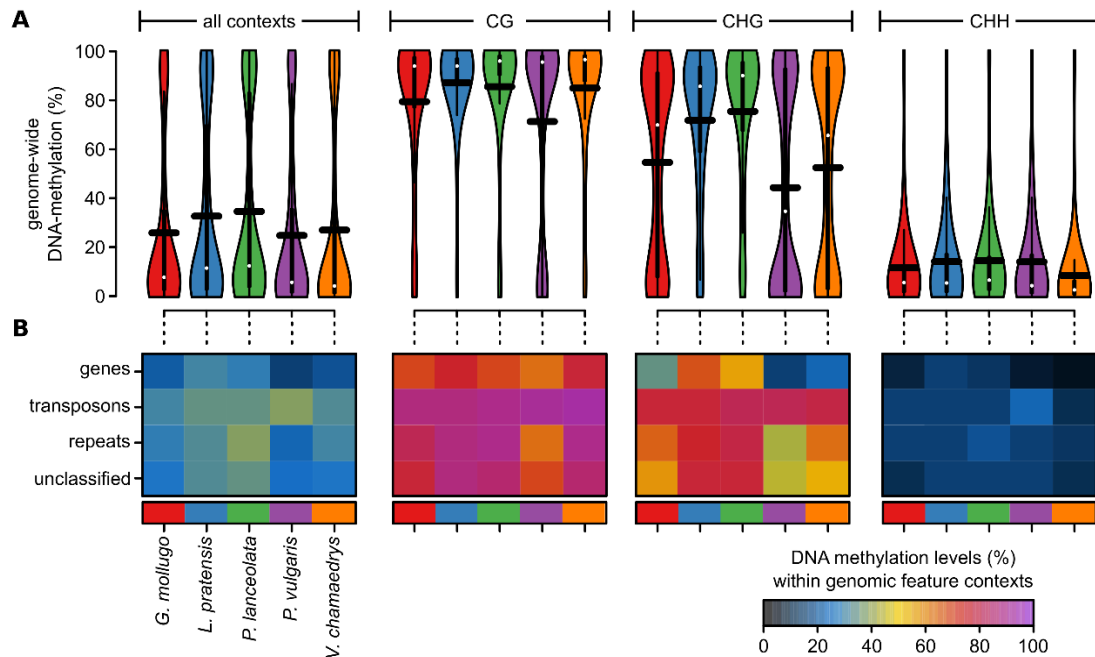 A
all contexts
CG
CHG
CHH
genome-wide
DNA-methylation (%)
100
80
60
40
20
0
B
genes
transposons
repeats
unclassified
G. mollugo
L. pratensis
P. lanceolata
P. vulgaris
V. chamaedrys
DNA methylation levels (%)
within genomic feature contexts
0 20 40 60 80 100